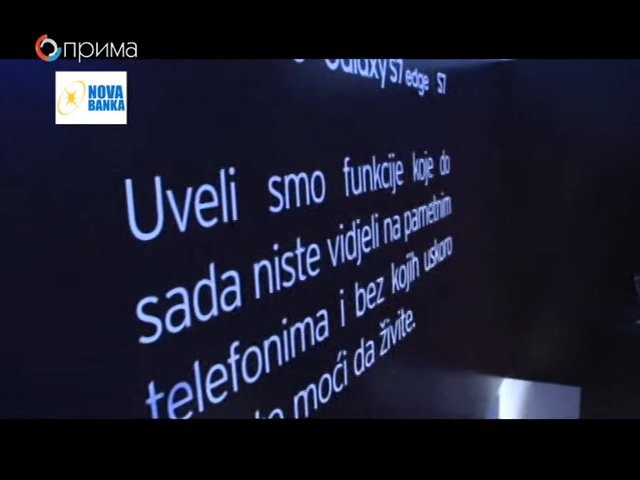 прима
NOVA
BANKA
Galaxy S7 edge S7
Uveli smo funkcije koje do
sada niste vidjeli na pametnim
telefonima i bez kojih uskoro
moći da živite.